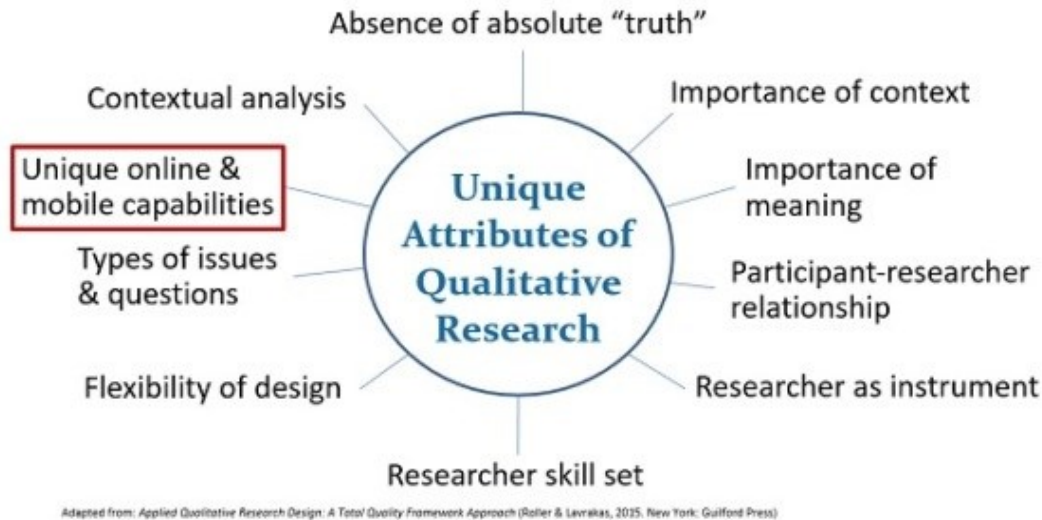 Absence of absolute “truth”
Contextual analysis
Importance of context
Unique online &
mobile capabilities
Importance of
meaning
Unique
Attributes of
Qualitative
Research
Types of issues
& questions
Participant-researcher
relationship
Flexibility of design
Researcher as instrument
Researcher skill set
Adapted from: Applied Qualitative Research Design: A Total Quality Framework Approach (Roller & Lavrakas, 2015. New York: Guilford Press)